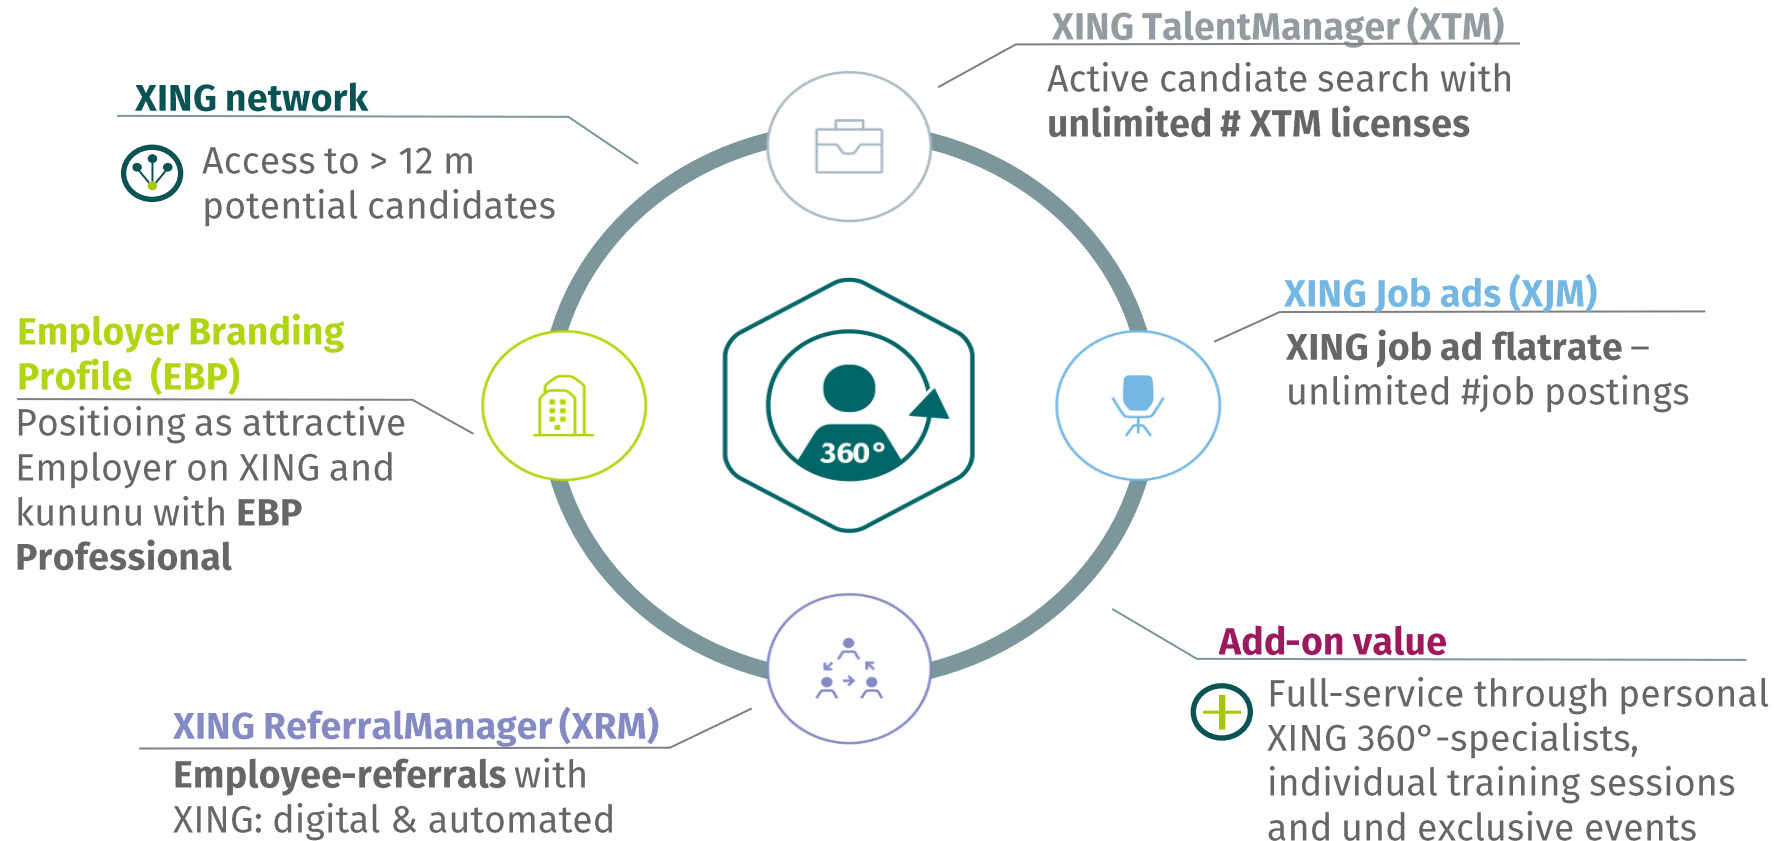 XING TalentManager (XTM)
Active candiate search with
unlimited # XTM licenses
XING network
Access to > 12 m
potential candidates
XING Job ads (XJM)
XING job ad flatrate –
unlimited #job postings
Employer Branding
Profile (EBP)
Positioing as attractive
Employer on XING and
kununu with EBP
Professional
360°
Add-on value
Full-service through personal
XING 360°-specialists,
individual training sessions
and und exclusive events
XING ReferralManager (XRM)
Employee-referrals with
XING: digital & automated